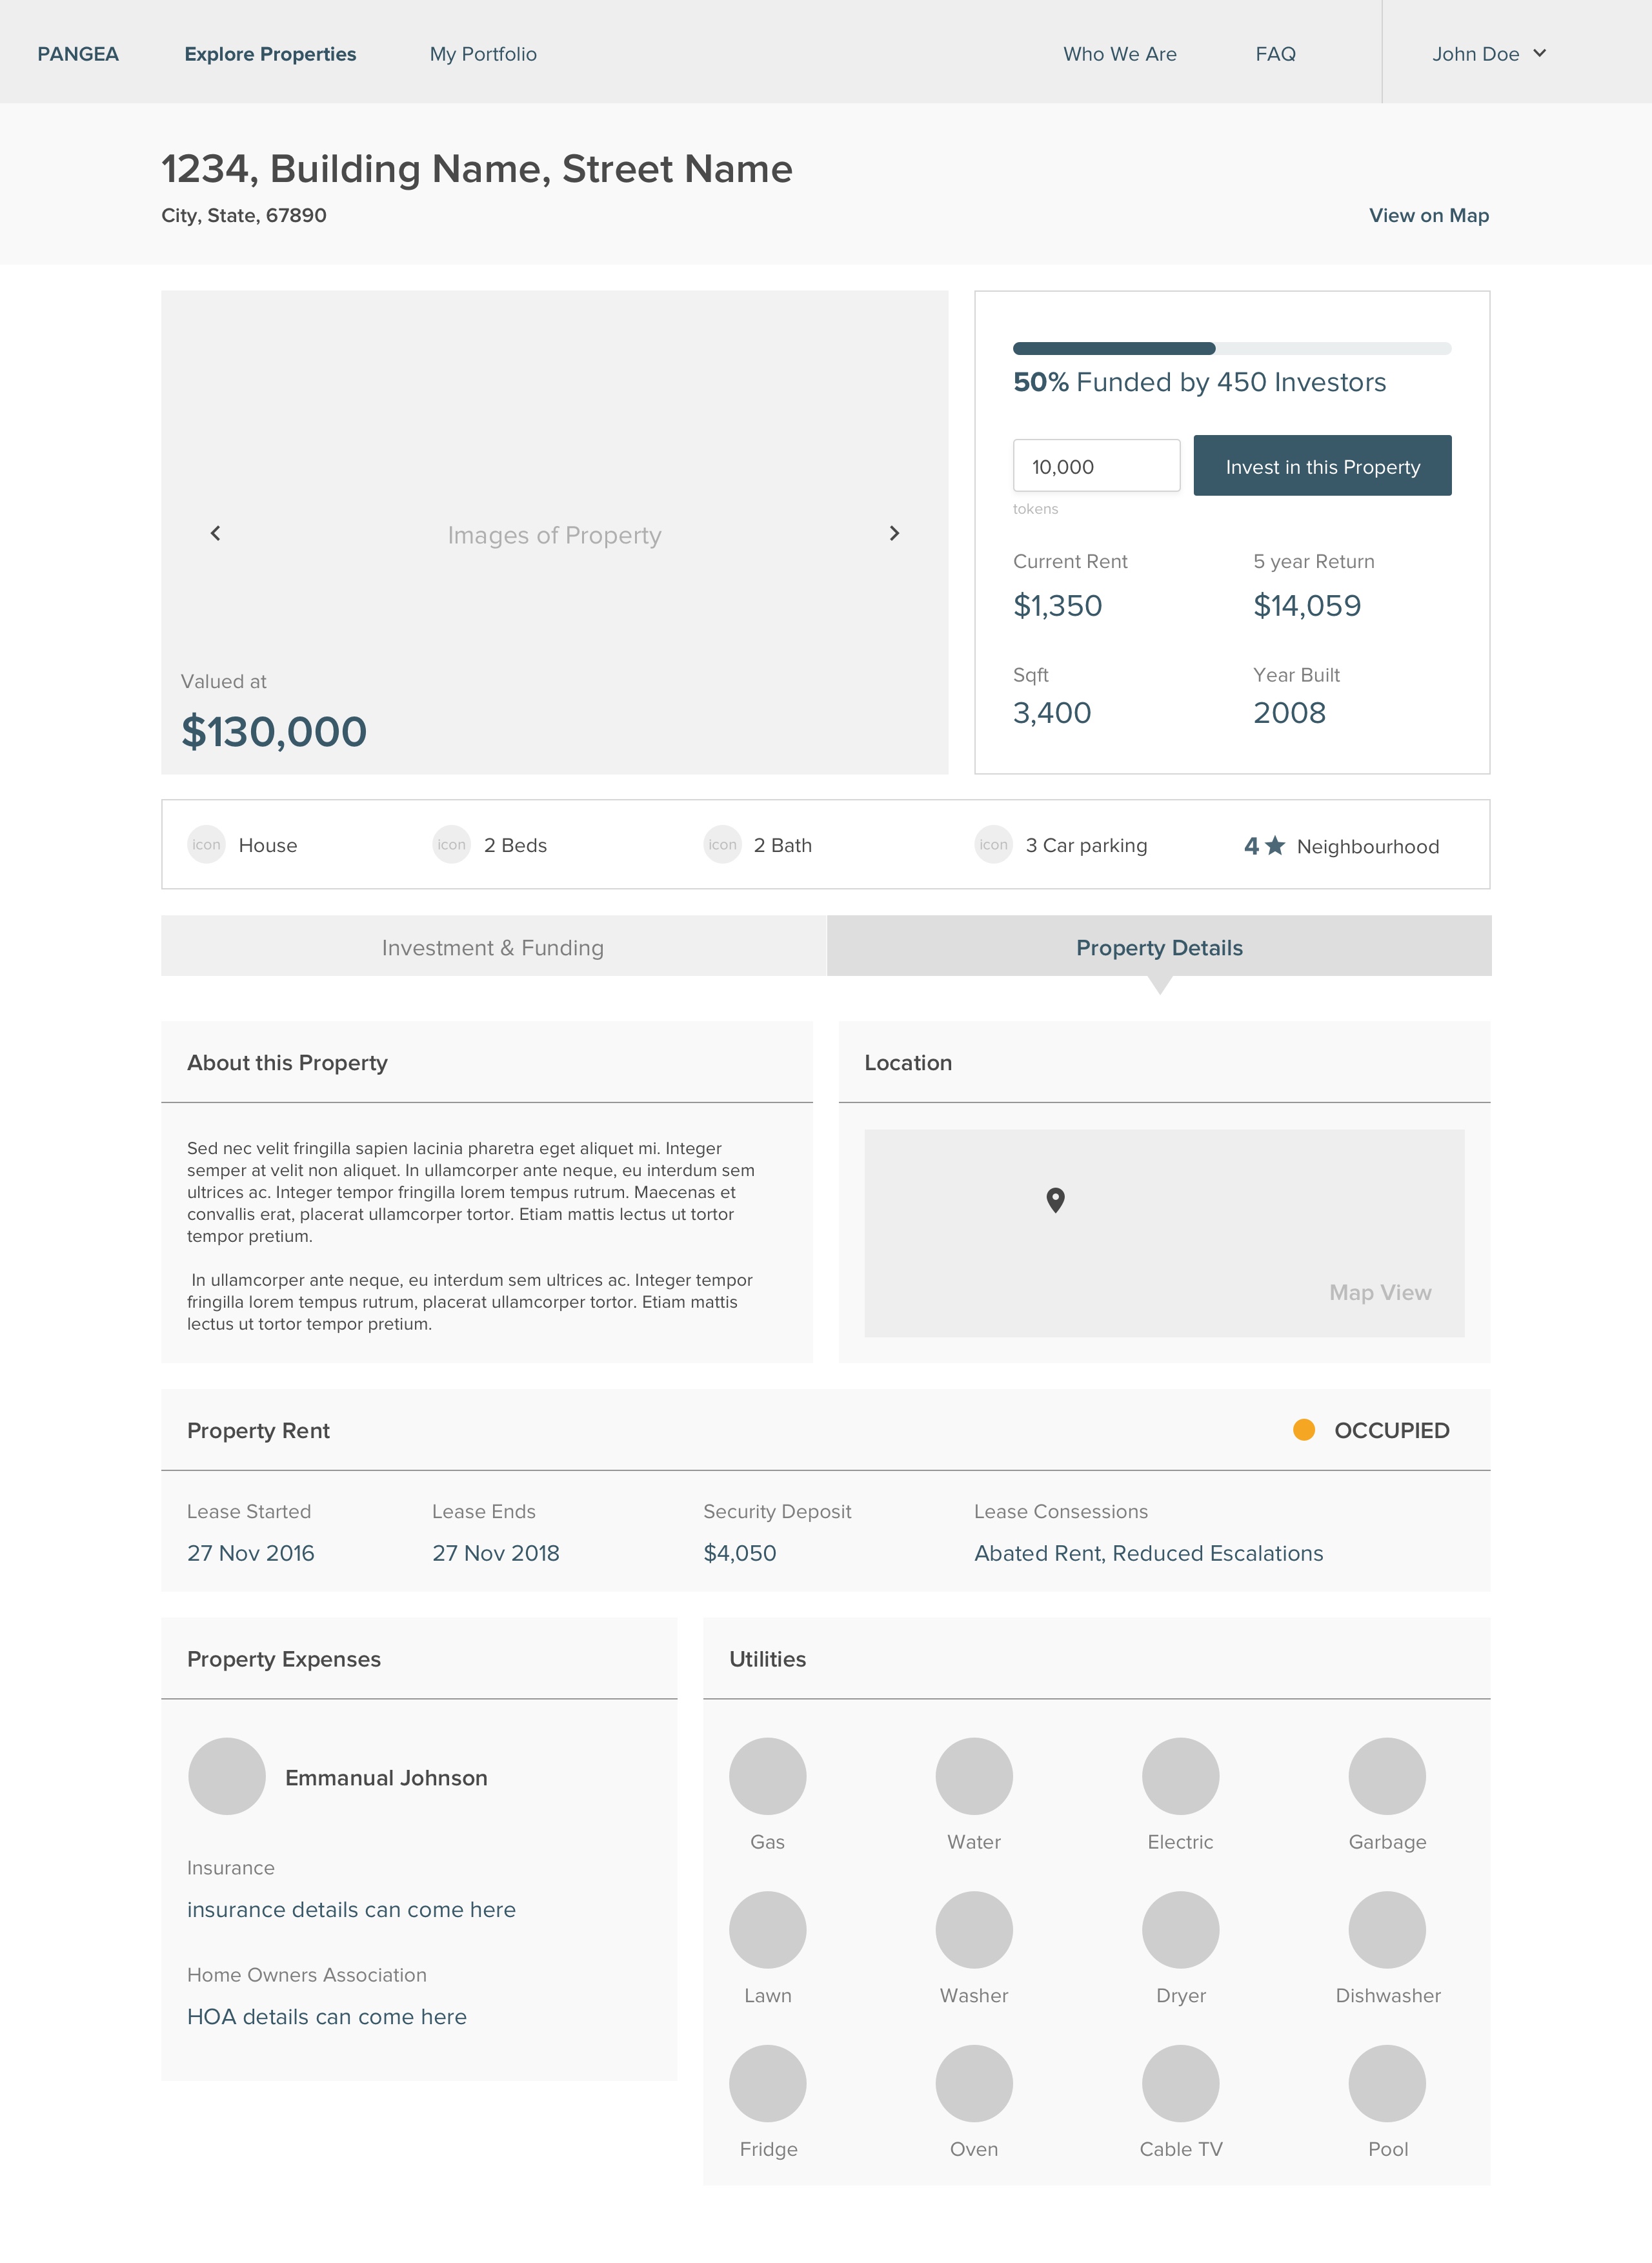 PANGEA
Explore Properties
My Portfolio
Who We Are
FAQ
John Doe
1234, Building Name, Street Name
City, State, 67890
View on Map
Images of Property
Valued at
$130,000
50% Funded by 450 Investors
10,000
Invest in this Property
tokens
Current Rent
5 year Return
$1,350
$14,059
Sqft
Year Built
3,400
2008
icon House
icon 2 Beds
icon 2 Bath
icon 3 Car parking
4 ★ Neighbourhood
Investment & Funding
Property Details
About this Property
Sed nec velit fringilla sapien lacinia pharetra eget aliquet mi. Integer
semper at velit non aliquet. In ullamcorper ante neque, eu interdum sem
ultrices ac. Integer tempor fringilla lorem tempus rutrum. Maecenas et
convallis erat, placerat ullamcorper tortor. Etiam mattis lectus ut tortor
tempor pretium.
In ullamcorper ante neque, eu interdum sem ultrices ac. Integer tempor
fringilla lorem tempus rutrum, placerat ullamcorper tortor. Etiam mattis
lectus ut tortor tempor pretium.
Location
Map View
Property Rent
OCCUPIED
Lease Started
Lease Ends
Security Deposit
Lease Consessions
27 Nov 2016
27 Nov 2018
$4,050
Abated Rent, Reduced Escalations
Property Expenses
Emmanual Johnson
Insurance
insurance details can come here
Home Owners Association
HOA details can come here
Utilities
Gas
Water
Electric
Garbage
Lawn
Washer
Dryer
Dishwasher
Fridge
Oven
Cable TV
Pool